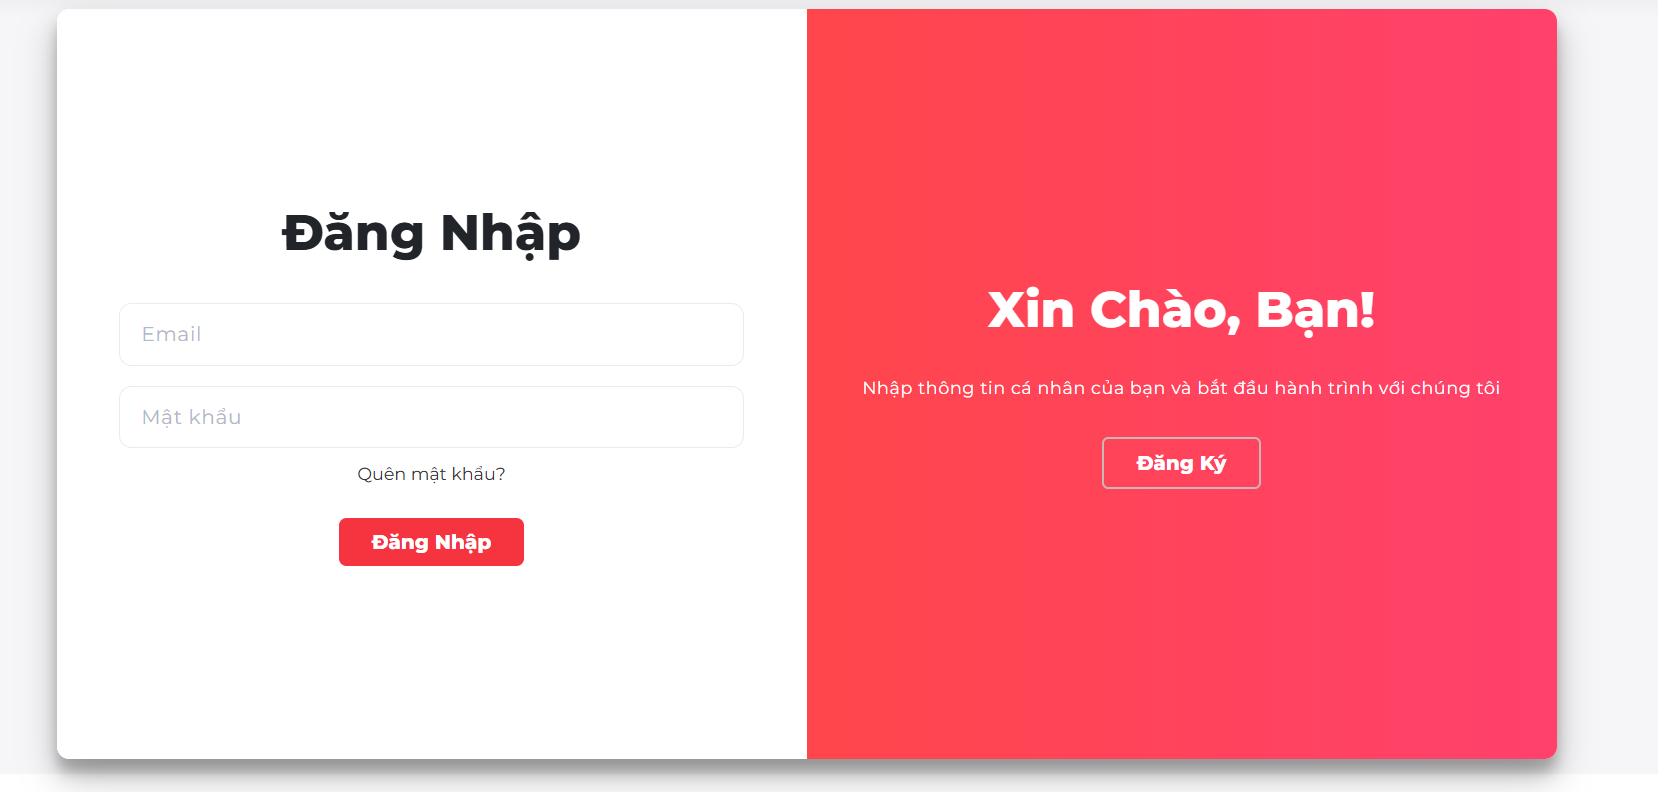 Đăng Nhập
Email
Mật khẩu
Quên mật khẩu?
Đăng Nhập
Xin Chào, Bạn!
Nhập thông tin cá nhân của bạn và bắt đầu hành trình với chúng tôi
Đăng Ký